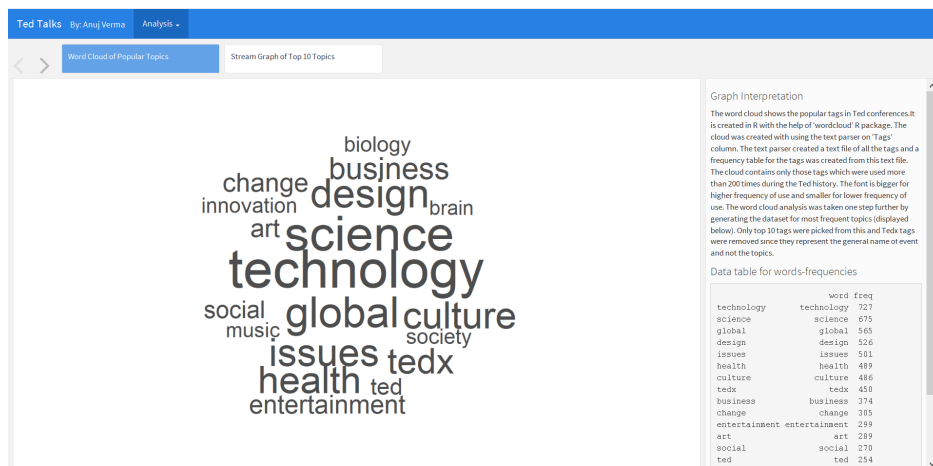 Ted Talks By: Anuj Verma Analysis
Word Cloud of Popular Topics
Stream Graph of Top 10 Topics
biology
business
change
design
innovation
brain
art
science
technology
social
global
culture
music
society
issues
tedx
health
ted
entertainment
Graph Interpretation
The word cloud shows the popular tags in Ted conferences.It
is created in R with the help of 'wordcloud' R package. The
cloud was created with using the text parser on 'Tags'
column. The text parser created a text file of all the tags and a
frequency table for the tags was created from this text file.
The cloud contains only those tags which were used more
than 200 times during the Ted history. The font is bigger for
higher frequency of use and smaller for lower frequency of
use. The word cloud analysis was taken one step further by
generating the dataset for most frequent topics (displayed
below). Only top 10 tags were picked from this and Tedx tags
were removed snce they represent the general name of event
and not the topics.
Data table for words-frequencies
word freq
technology technology 727
science science 675
global global 565
design design 526
issues issues 501
health health 489
culture culture 486
tedx tedx 450
business business 374
change change 305
entertainment entertainment 299
art art 289
social social 270
ted ted 254